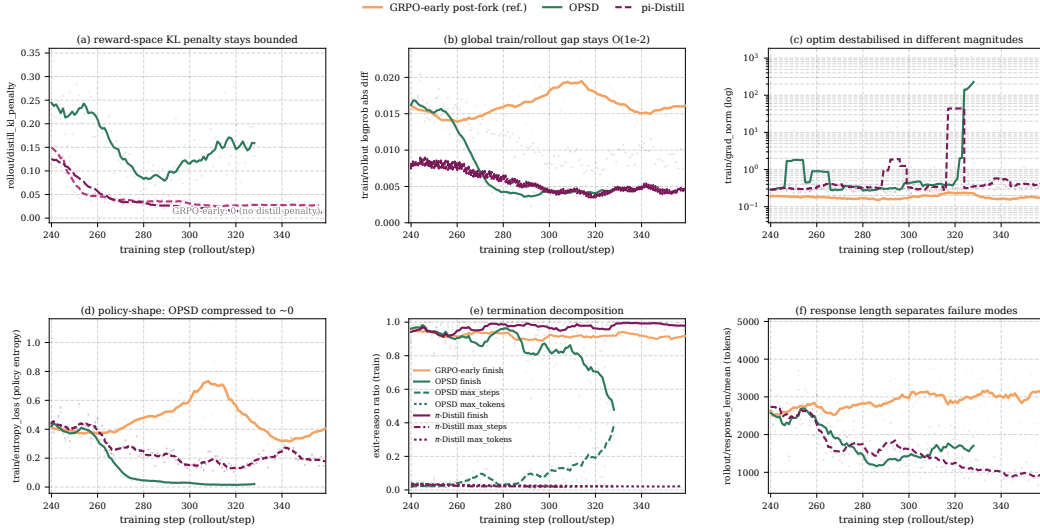 GRPO-early post-fork (ref.) OPSD pi-Distill
(a) reward-space KL penalty stays bounded
rollout/distill_kl_penalty
0.35
0.30
0.25
0.20
0.15
0.10
0.05
0.00
GRPO-early: 0 (no distill penalty)
240 260 280 300 320 340
training step (rollout/step)
(b) global train/rollout gap stays O(1e-2)
train/rollout logprob abs diff
0.020
0.015
0.010
0.005
0.000
240 260 280 300 320 340
training step (rollout/step)
(c) optim destabilised in different magnitudes
train/grad_norm (log)
10³
10²
10¹
10⁰
10⁻¹
240 260 280 300 320 340
training step (rollout/step)
(d) policy-shape: OPSD compressed to ~0
train/entropy_loss (policy entropy)
1.0
0.8
0.6
0.4
0.2
0.0
240 260 280 300 320 340
training step (rollout/step)
(e) termination decomposition
exit-reason ratio (train)
1.0
0.8
0.6
0.4
0.2
0.0
GRPO-early finish
OPSD finish
OPSD max_steps
OPSD max_tokens
π-Distill finish
π-Distill max_steps
π-Distill max_tokens
240 260 280 300 320 340
training step (rollout/step)
(f) response length separates failure modes
rollout/response_len/mean (tokens)
5000
4000
3000
2000
1000
240 260 280 300 320 340
training step (rollout/step)